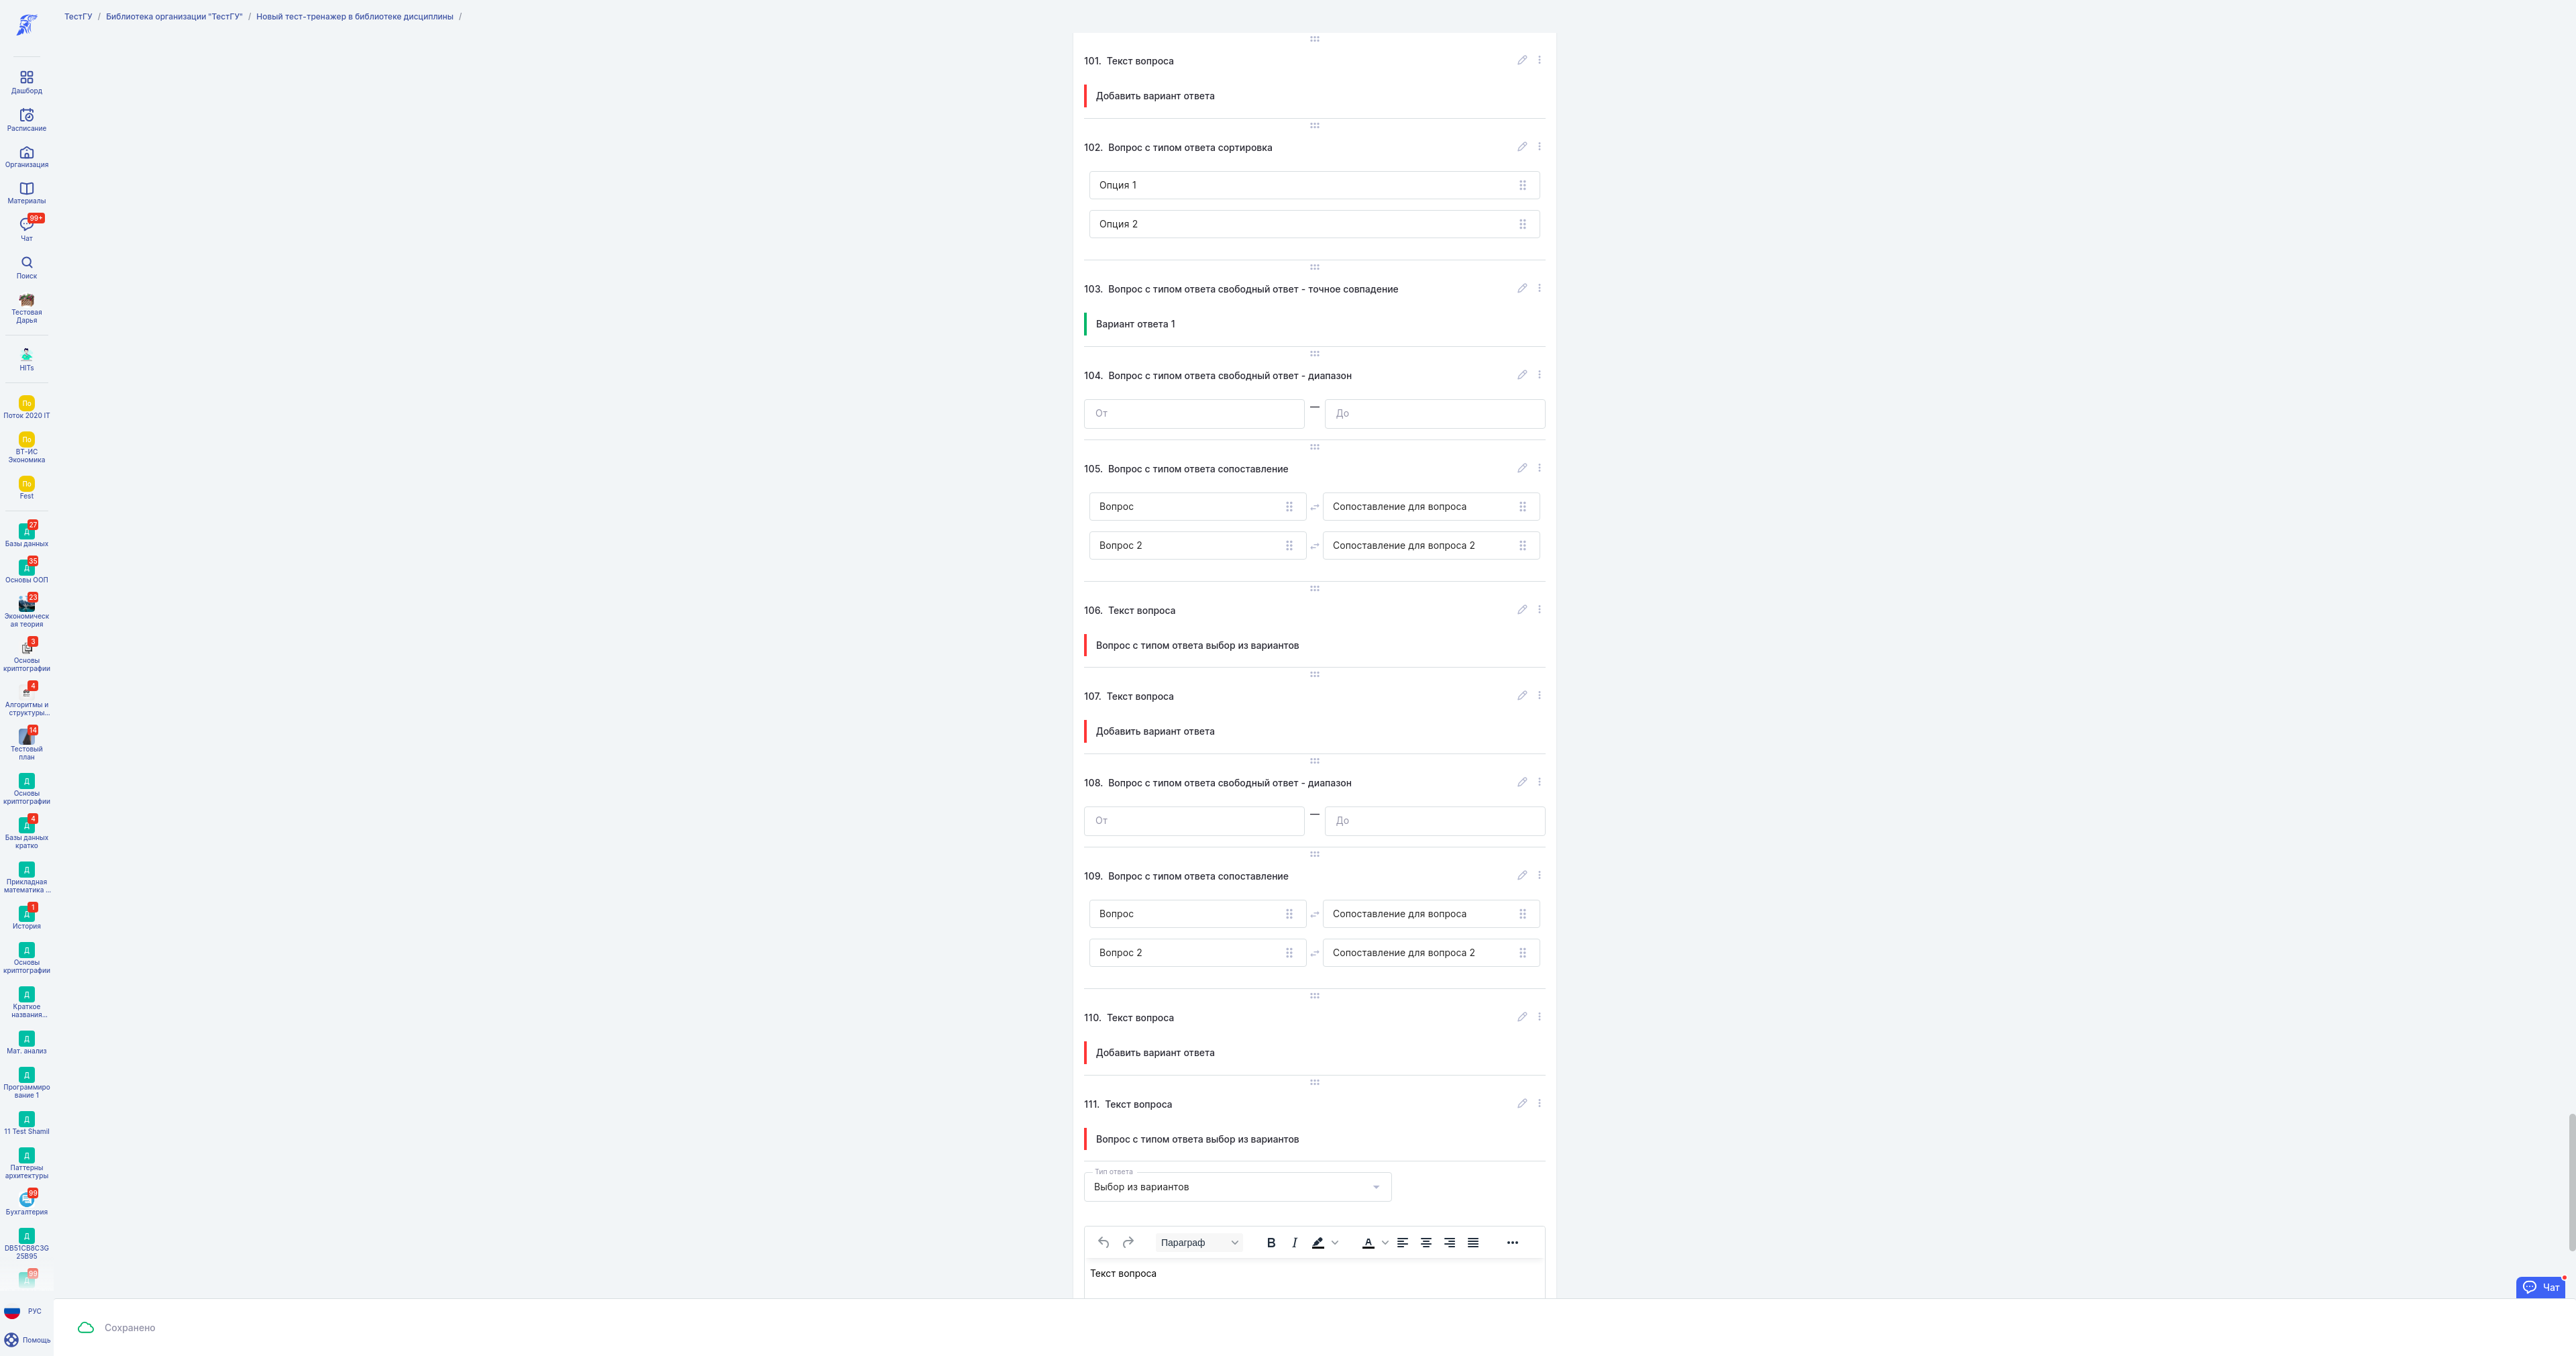 ТестГУ / Библиотека организации "ТестГУ" / Новый тест-тренажер в библиотеке дисциплины /
Дашборд
Расписание
Организация
Материалы
99+
Чат
Поиск
Тестовая
Дарья
HITs
По
Поток 2020 IT
По
ВТ-ИС
Экономика
По
Fest
27
Д
Базы данных
35
Д
Основы ООП
23
Экономическ
ая теория
3
Основы
криптографии
4
Алгоритмы и
структуры...
14
Тестовый
план
Д
Основы
криптографии
4
Д
Базы данных
кратко
Д
Прикладная
математика ...
1
Д
История
Д
Основы
криптографии
Д
Краткое
названия...
Д
Мат. анализ
Д
Программиро
вание 1
Д
11 Test Shamil
Д
Паттерны
архитектуры
99
Бухгалтерия
Д
DB51CB8C3G
25B95
99
Д
РУС
Помощь
101. Текст вопроса
Добавить вариант ответа
102. Вопрос с типом ответа сортировка
Опция 1
Опция 2
103. Вопрос с типом ответа свободный ответ - точное совпадение
Вариант ответа 1
104. Вопрос с типом ответа свободный ответ - диапазон
От — До
105. Вопрос с типом ответа сопоставление
Вопрос Сопоставление для вопроса
Вопрос 2 Сопоставление для вопроса 2
106. Текст вопроса
Вопрос с типом ответа выбор из вариантов
107. Текст вопроса
Добавить вариант ответа
108. Вопрос с типом ответа свободный ответ - диапазон
От — До
109. Вопрос с типом ответа сопоставление
Вопрос Сопоставление для вопроса
Вопрос 2 Сопоставление для вопроса 2
110. Текст вопроса
Добавить вариант ответа
111. Текст вопроса
Вопрос с типом ответа выбор из вариантов
Тип ответа
Выбор из вариантов
Параграф B I A
Текст вопроса
Чат
Сохранено